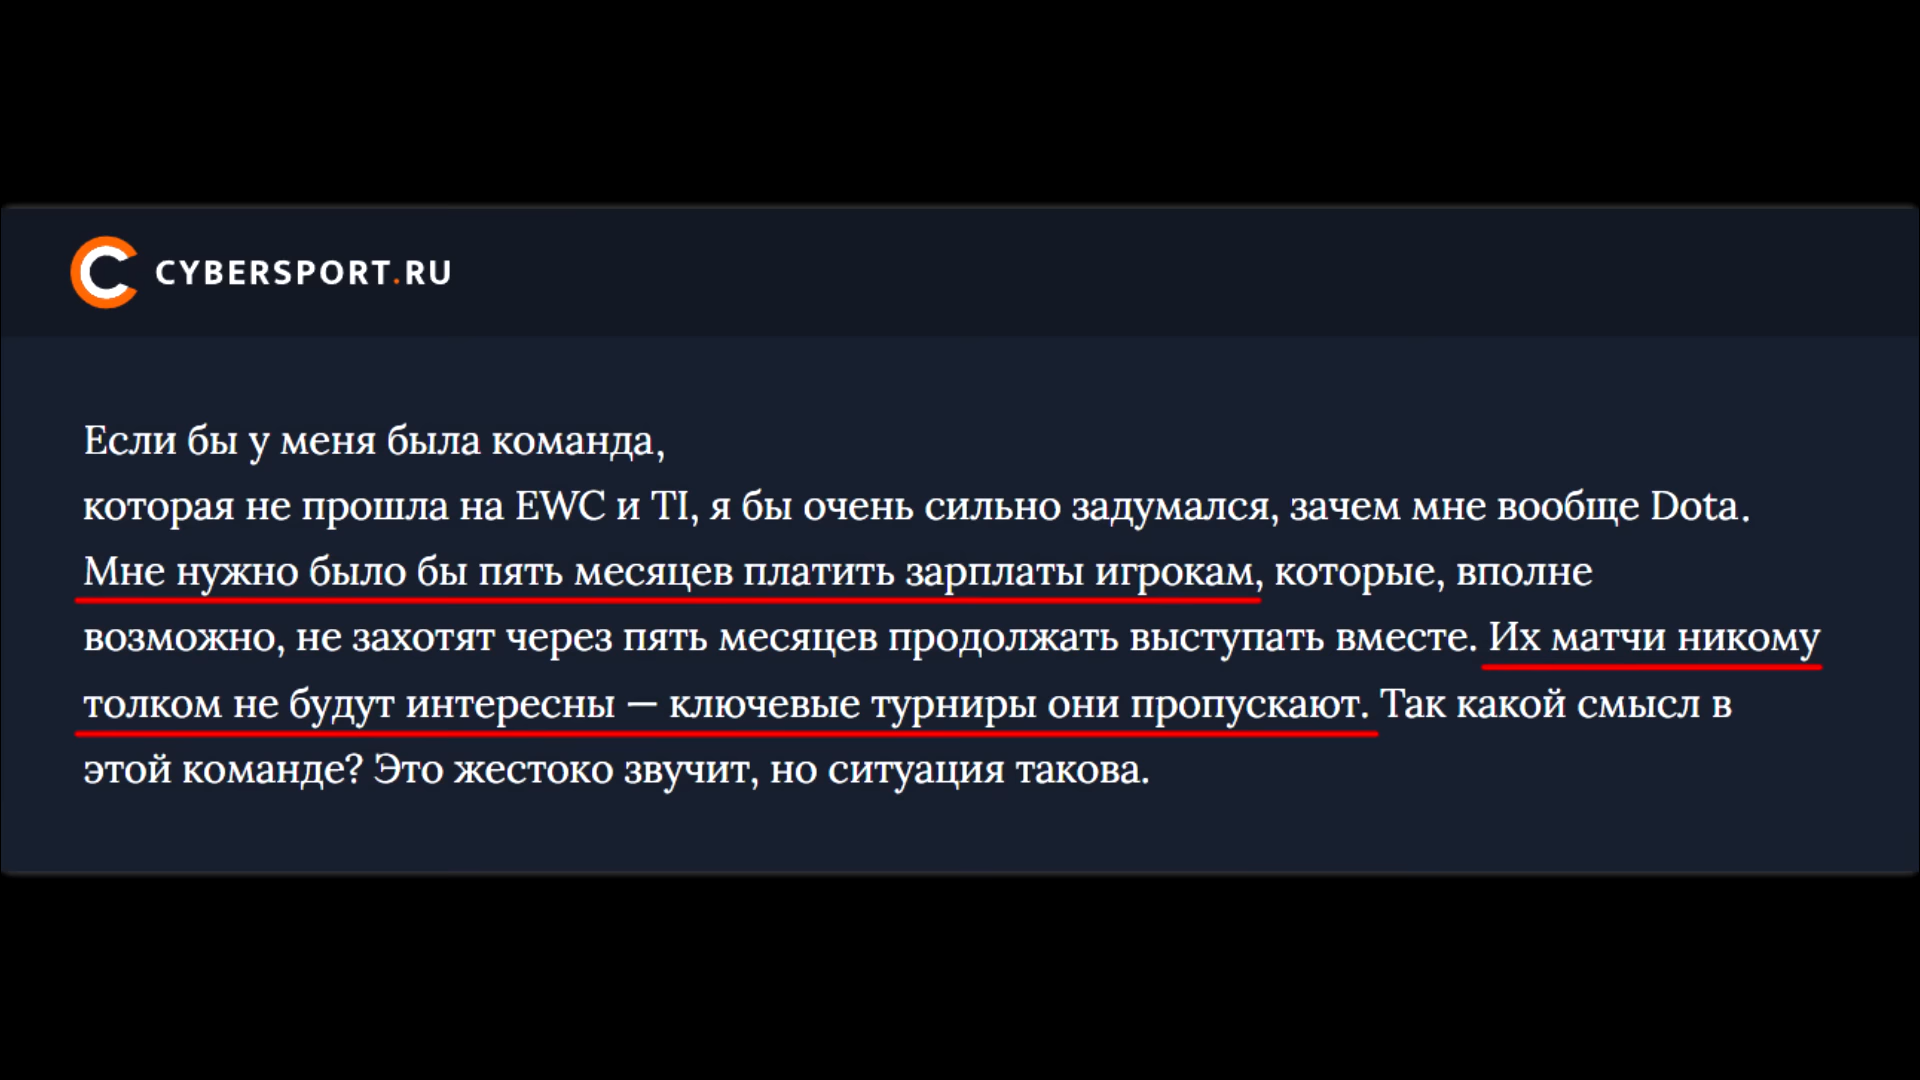 CYBERSPORT.RU
Если бы у меня была команда,
которая не прошла на EWC и TI, я бы очень сильно задумался, зачем мне вообще Dota.
Мне нужно было бы пять месяцев платить зарплаты игрокам, которые, вполне
возможно, не захотят через пять месяцев продолжать выступать вместе. Их матчи никому
толком не будут интересны — ключевые турниры они пропускают. Так какой смысл в
этой команде? Это жестоко звучит, но ситуация такова.